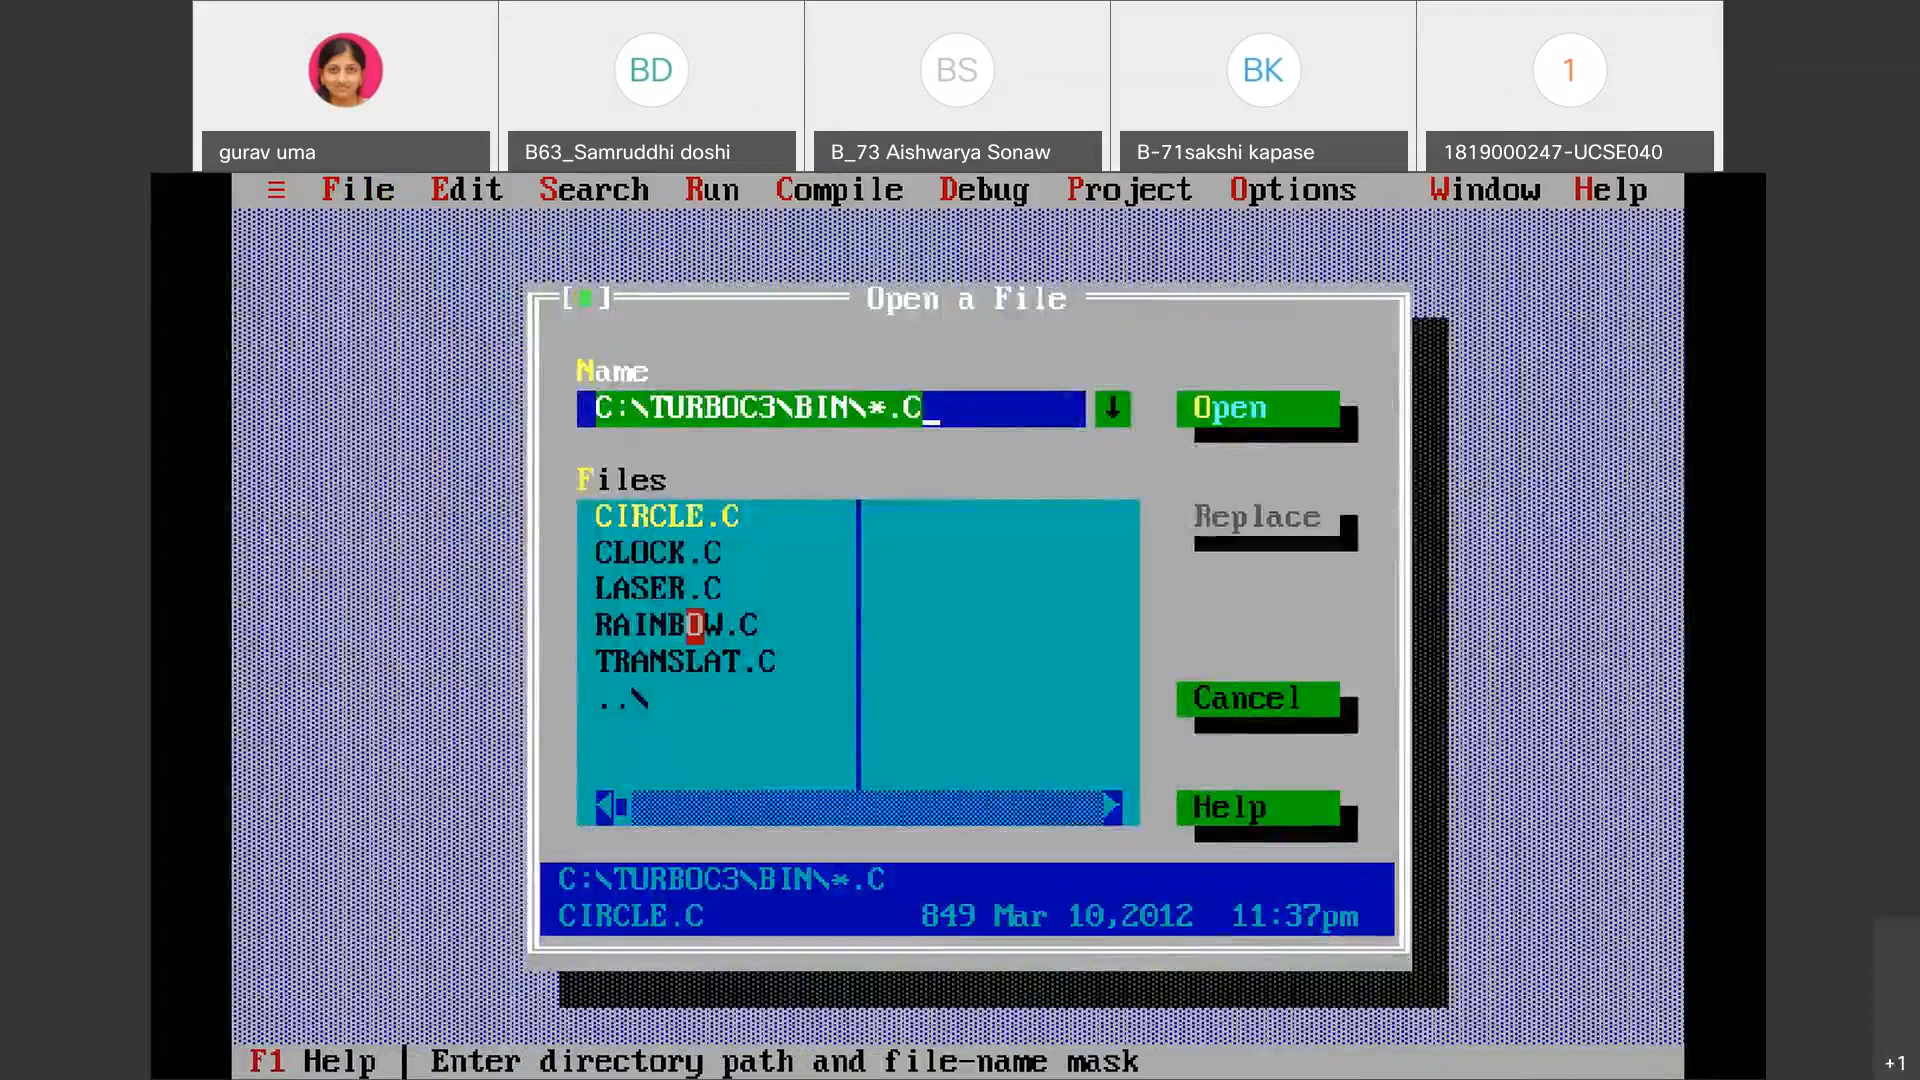 BD
BS
BK
1
gurav uma
B63_Samruddhi doshi
B_73 Aishwarya Sonaw
B-71sakshi kapase
1819000247-UCSE040
≡ File Edit Search Run Compile Debug Project Options Window Help
[■] Open a File
Name
C:\TURBOC3\BIN\*.C_ ↓ Open
Files
CIRCLE.C
CLOCK.C
LASER.C
RAINBOW.C
TRANSLAT.C
..\
Replace
Cancel
Help
C:\TURBOC3\BIN\*.C
CIRCLE.C 849 Mar 10,2012 11:37pm
F1 Help | Enter directory path and file-name mask
+1